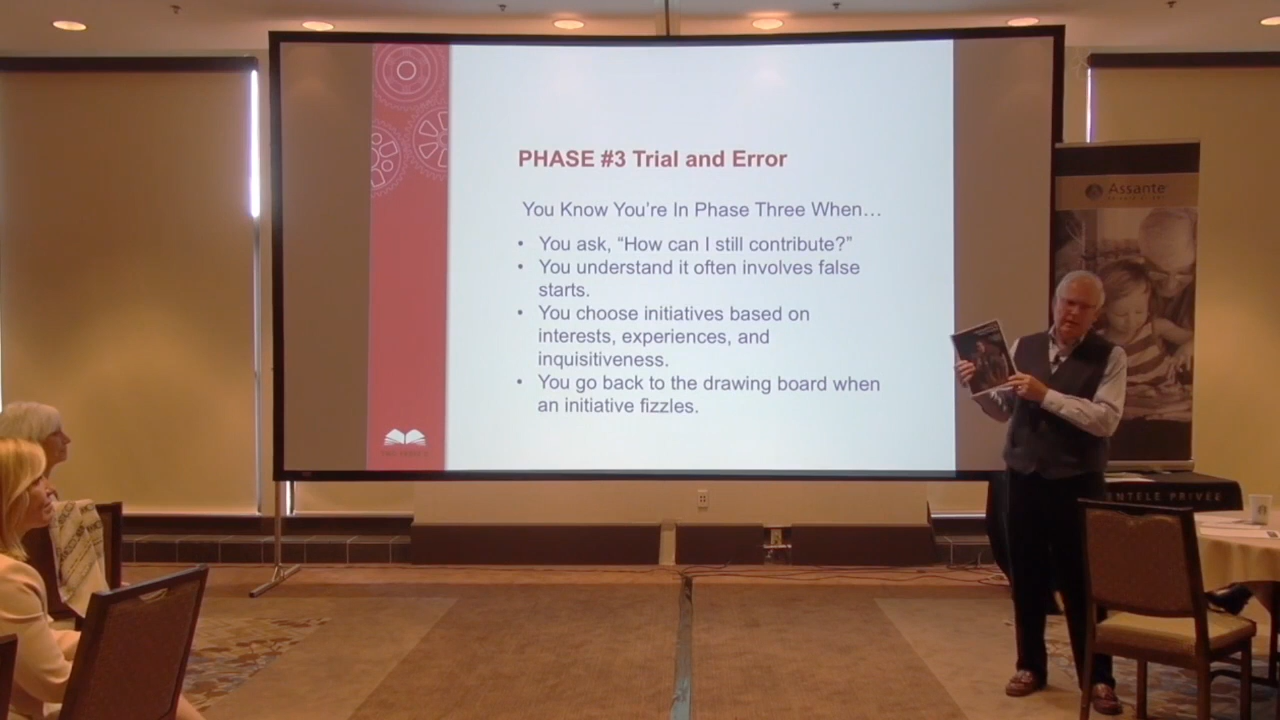 PHASE #3 Trial and Error
You Know You’re In Phase Three When…
• You ask, “How can I still contribute?”
• You understand it often involves false
starts.
• You choose initiatives based on
interests, experiences, and
inquisitiveness.
• You go back to the drawing board when
an initiative fizzles.
Assante
ENTÈLE PRIVÉE